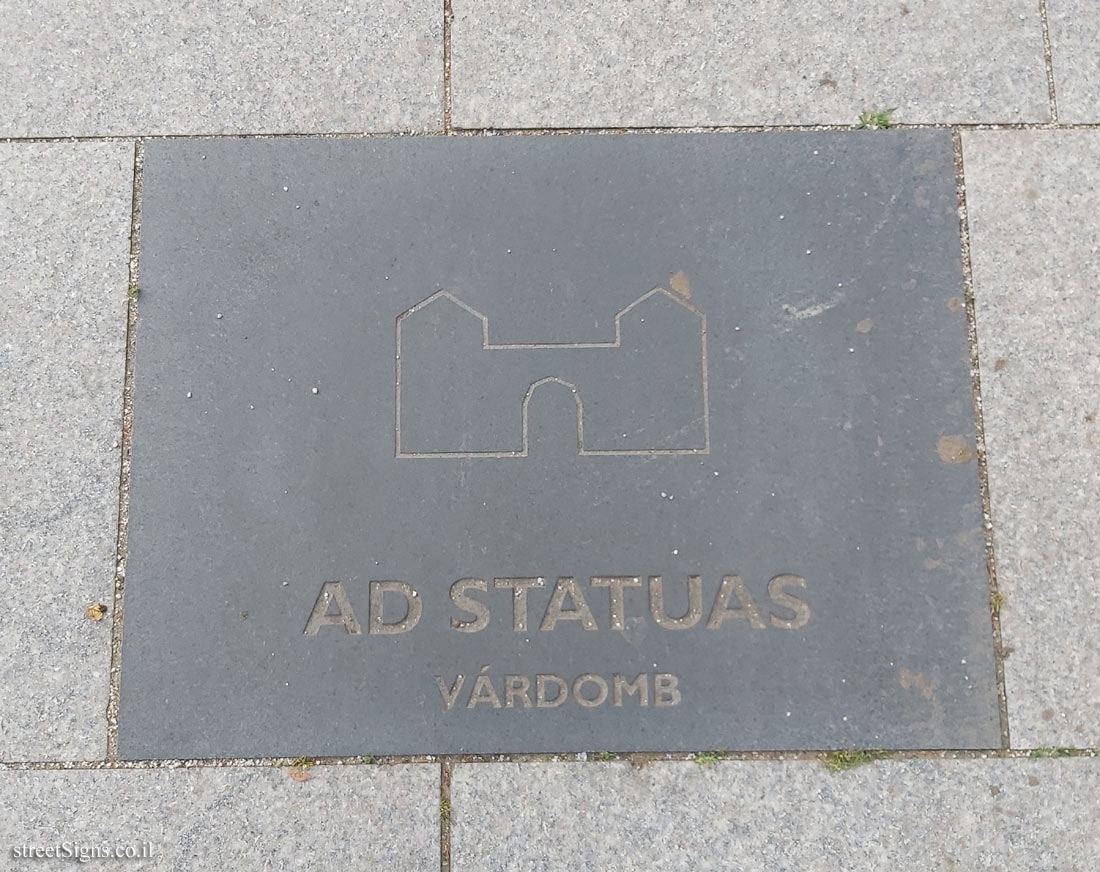 AD STATUAS
VÁRDOMB
streetSigns.co.il